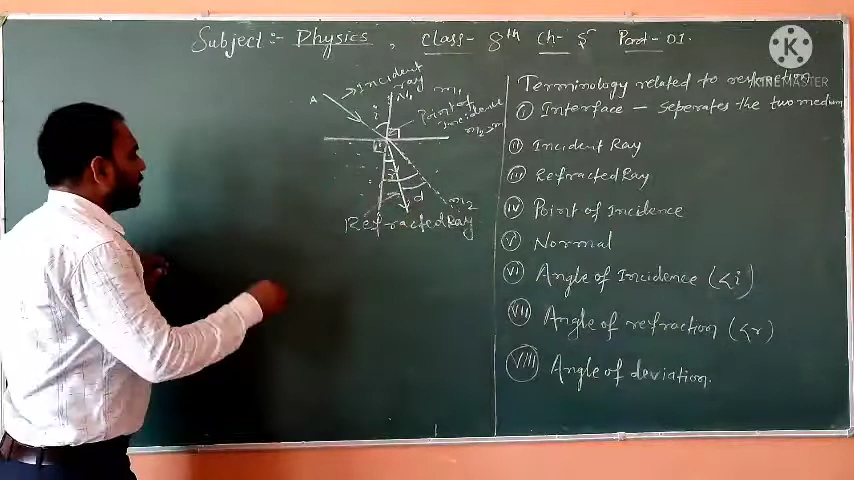 Subject:- Physics, Class- 8th Ch- 5 Part- 01.
K
KINEMASTER
Incident
ray
A
N
m1
i
Point of
incidence
m2>m1
r
d
m2
Refracted Ray
Terminology related to refraction
(i) Interface - Seperates the two medium
(ii) Incident Ray
(iii) Refracted Ray
(iv) Point of Incidence
(v) Normal
(vi) Angle of Incidence (<i)
(vii) Angle of refraction (<r)
(viii) Angle of deviation.